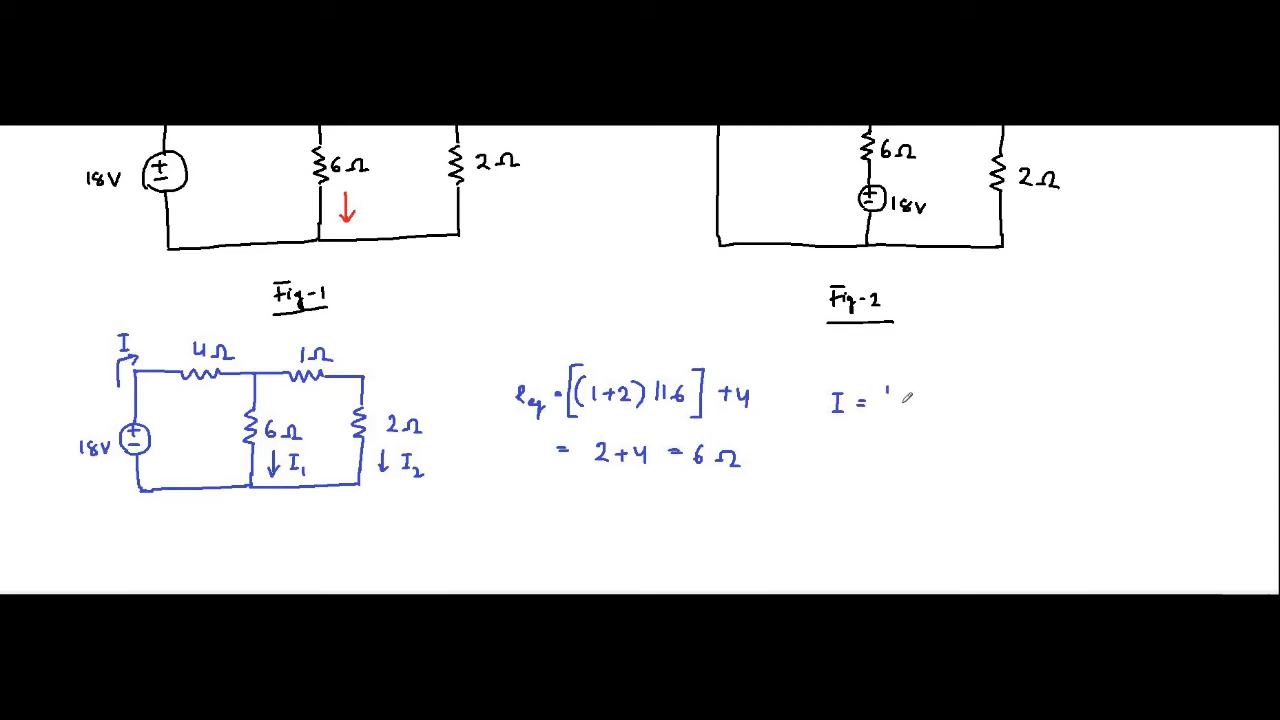 18V
+
-
6Ω
2Ω
6Ω
+
-
18V
2Ω
Fig-1
Fig-2
I
4Ω
1Ω
18V
+
-
6Ω
I₁
2Ω
I₂
Req = [(1+2) || 6] + 4
= 2+4 = 6 Ω
I =